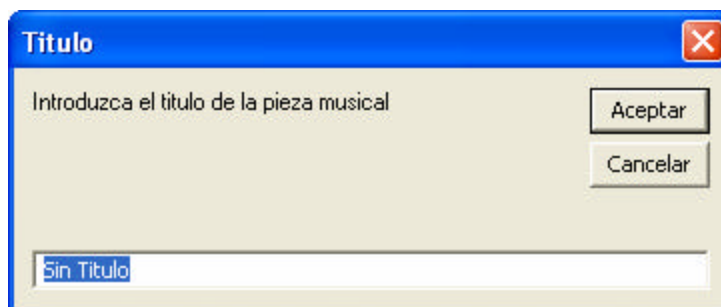 Titulo
Introduzca el titulo de la pieza musical
Aceptar
Cancelar
Sin Titulo